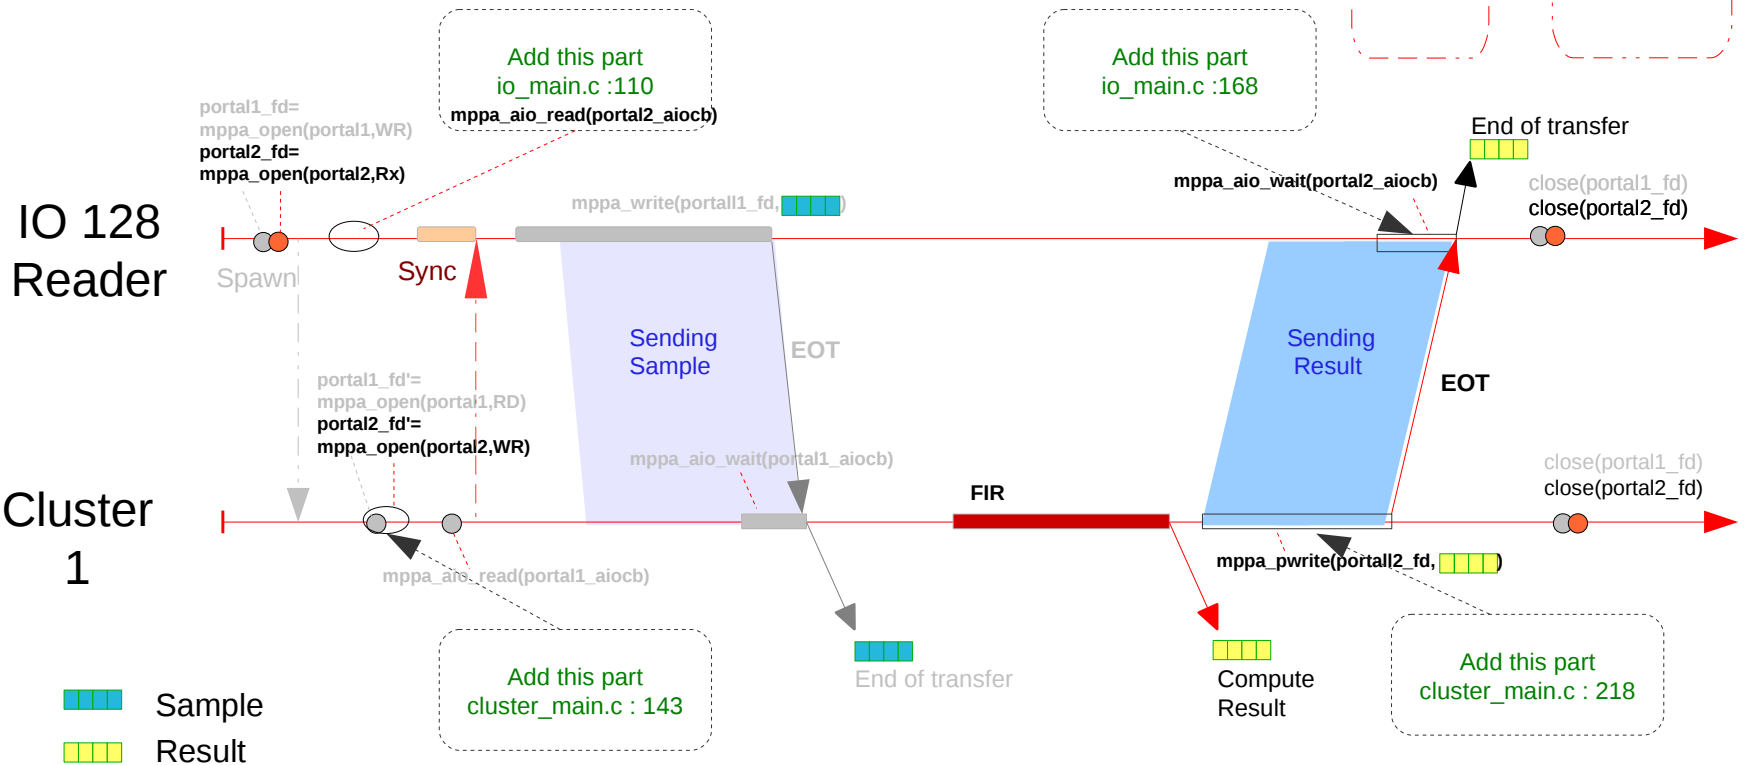 Add this part
io_main.c :110
mppa_aio_read(portal2_aiocb)
Add this part
io_main.c :168
portal1_fd=
mppa_open(portal1,WR)
portal2_fd=
mppa_open(portal2,Rx)
End of transfer
mppa_aio_wait(portal2_aiocb)
close(portal1_fd)
close(portal2_fd)
mppa_write(portall1_fd, )
IO 128
Reader
Spawn
Sync
Sending
Sample
EOT
Sending
Result
EOT
portal1_fd'=
mppa_open(portal1,RD)
portal2_fd'=
mppa_open(portal2,WR)
mppa_aio_wait(portal1_aiocb)
close(portal1_fd)
close(portal2_fd)
Cluster
1
FIR
mppa_aio_read(portal1_aiocb)
mppa_pwrite(portall2_fd, )
Add this part
cluster_main.c : 143
End of transfer
Compute
Result
Add this part
cluster_main.c : 218
Sample
Result